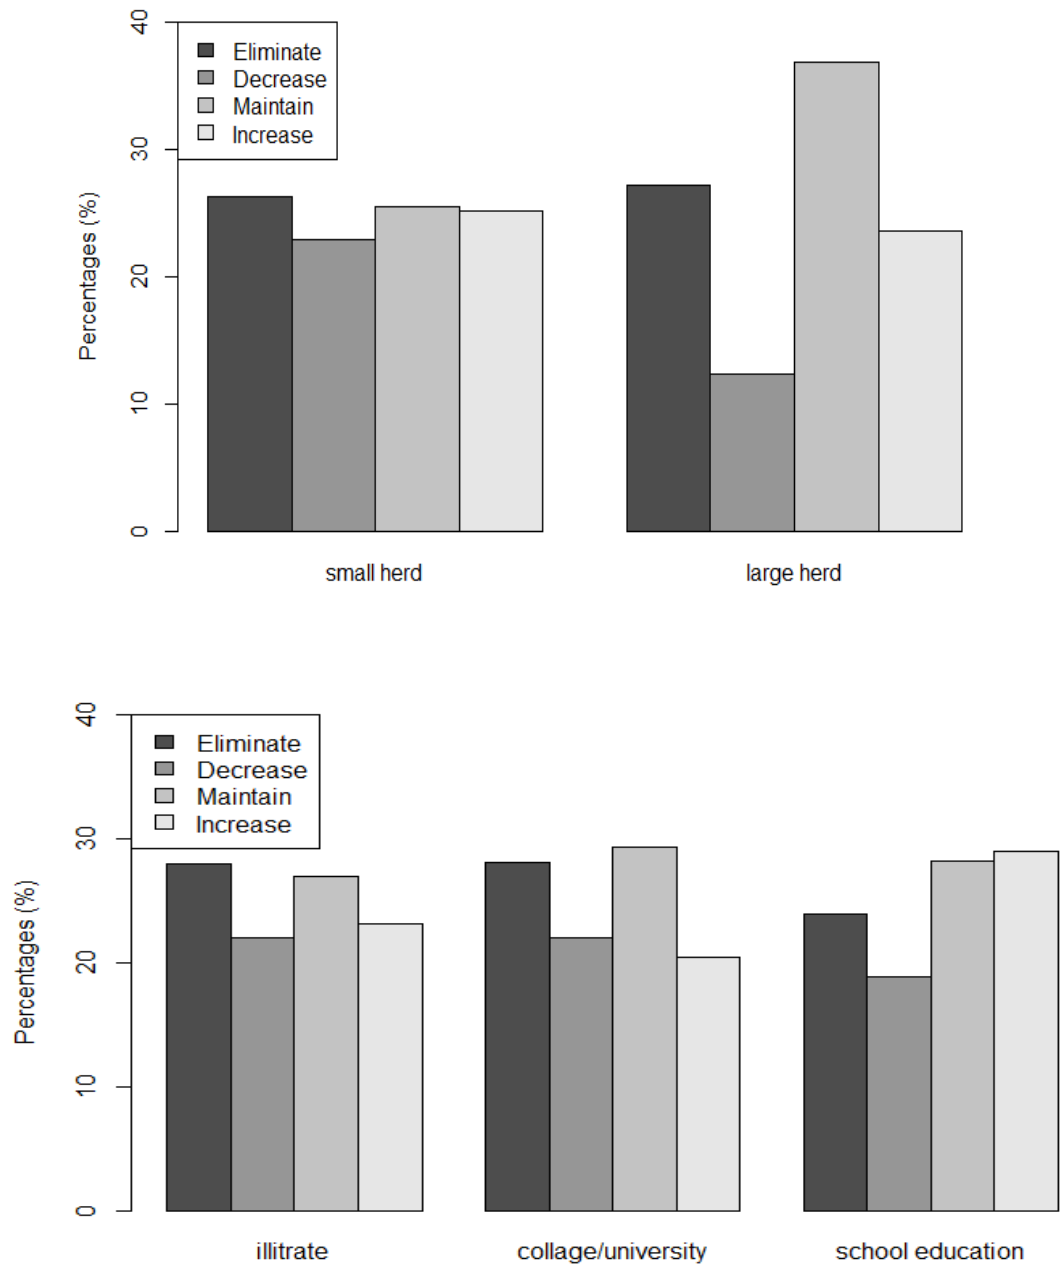 40
30
20
10
0
Percentages (%)
Eliminate
Decrease
Maintain
Increase
small herd
large herd
40
30
20
10
0
Percentages (%)
Eliminate
Decrease
Maintain
Increase
illitrate
collage/university
school education